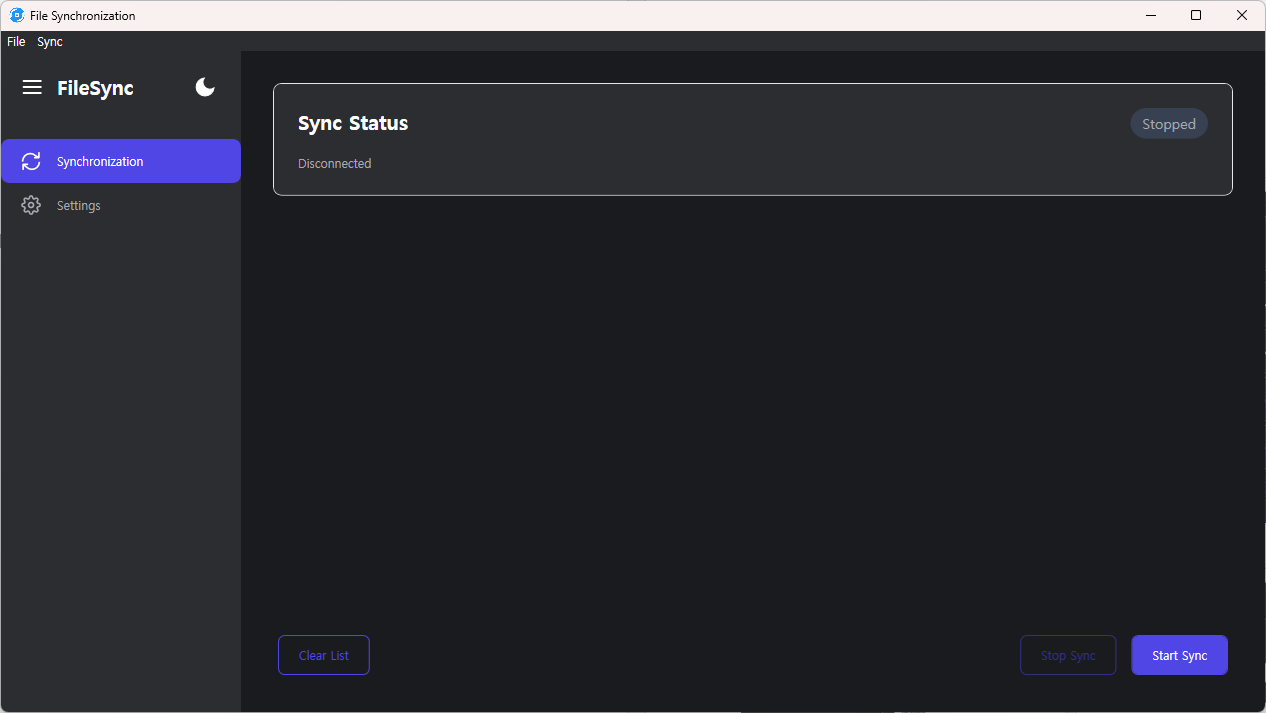 File Synchronization
File Sync
FileSync
Synchronization
Settings
Sync Status
Stopped
Disconnected
Clear List
Stop Sync
Start Sync